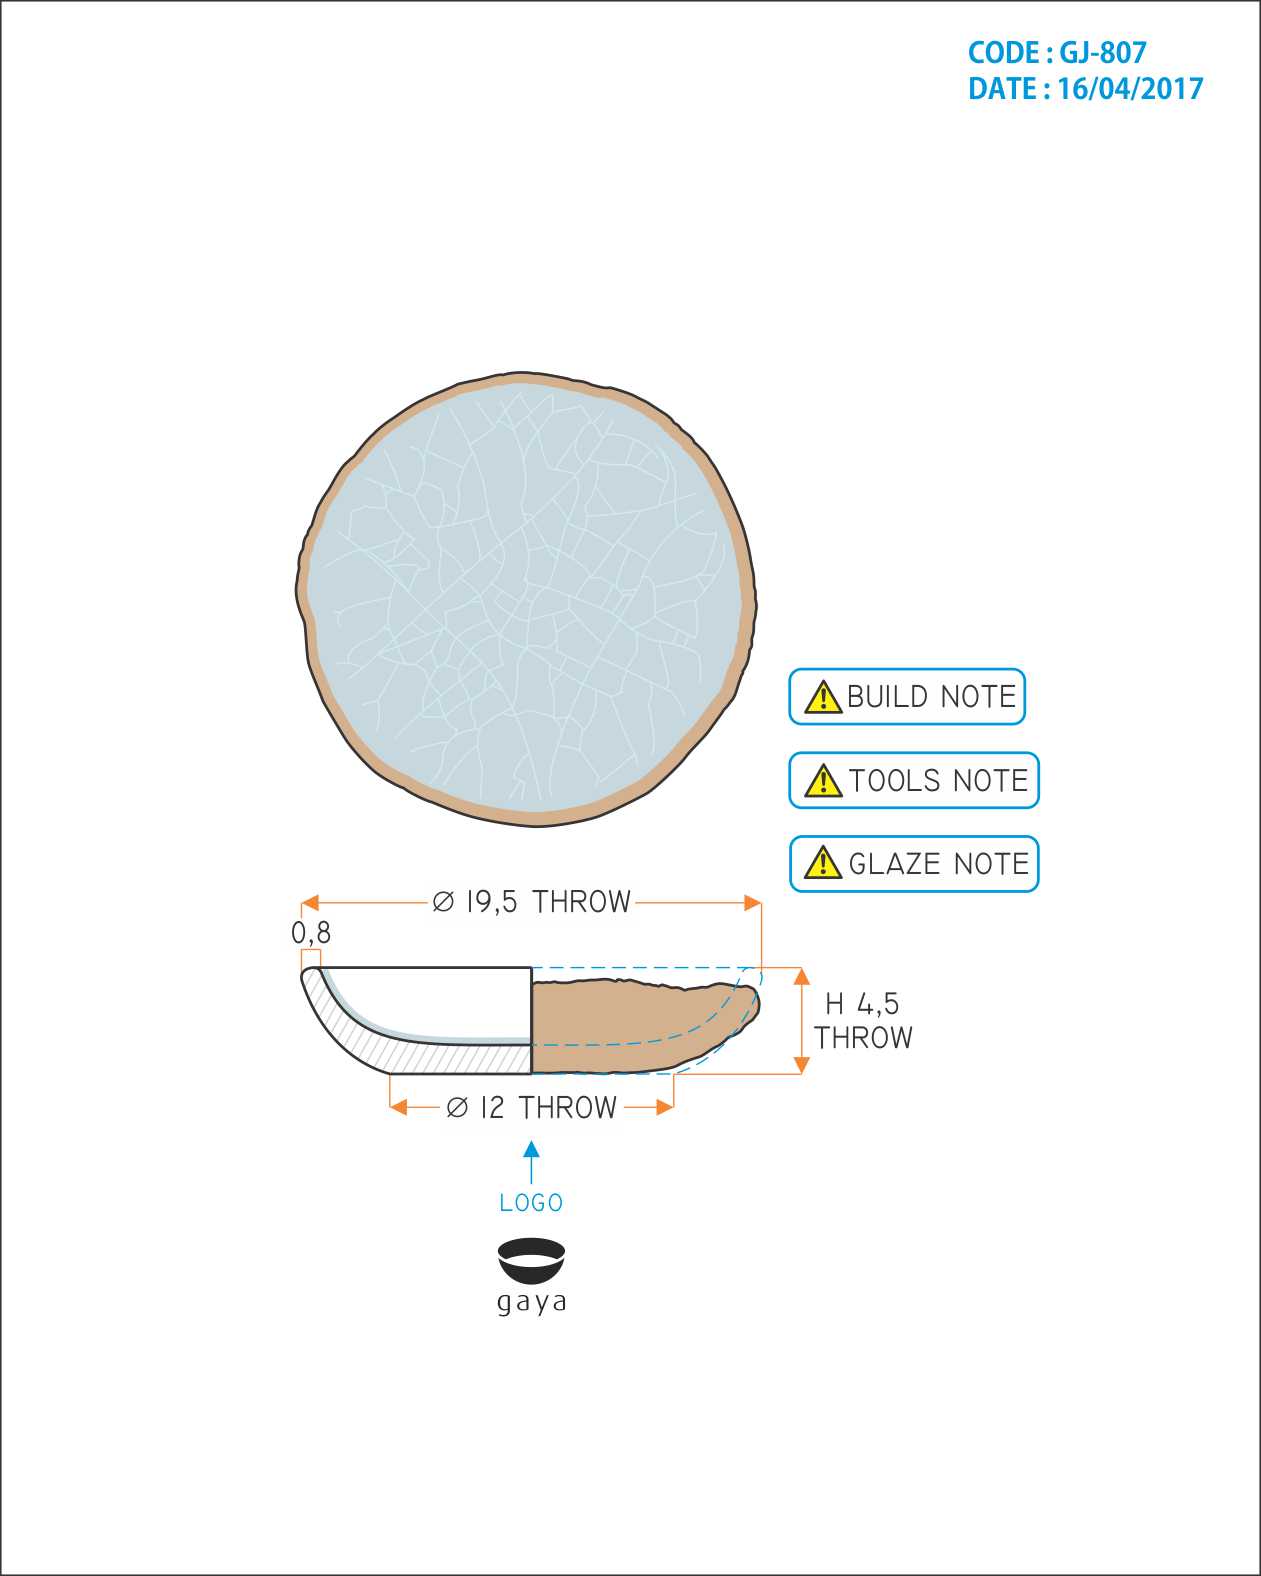 CODE : GJ-807
DATE : 16/04/2017
BUILD NOTE
TOOLS NOTE
GLAZE NOTE
Ø 19,5 THROW
0,8
H 4,5
THROW
Ø 12 THROW
LOGO
gaya